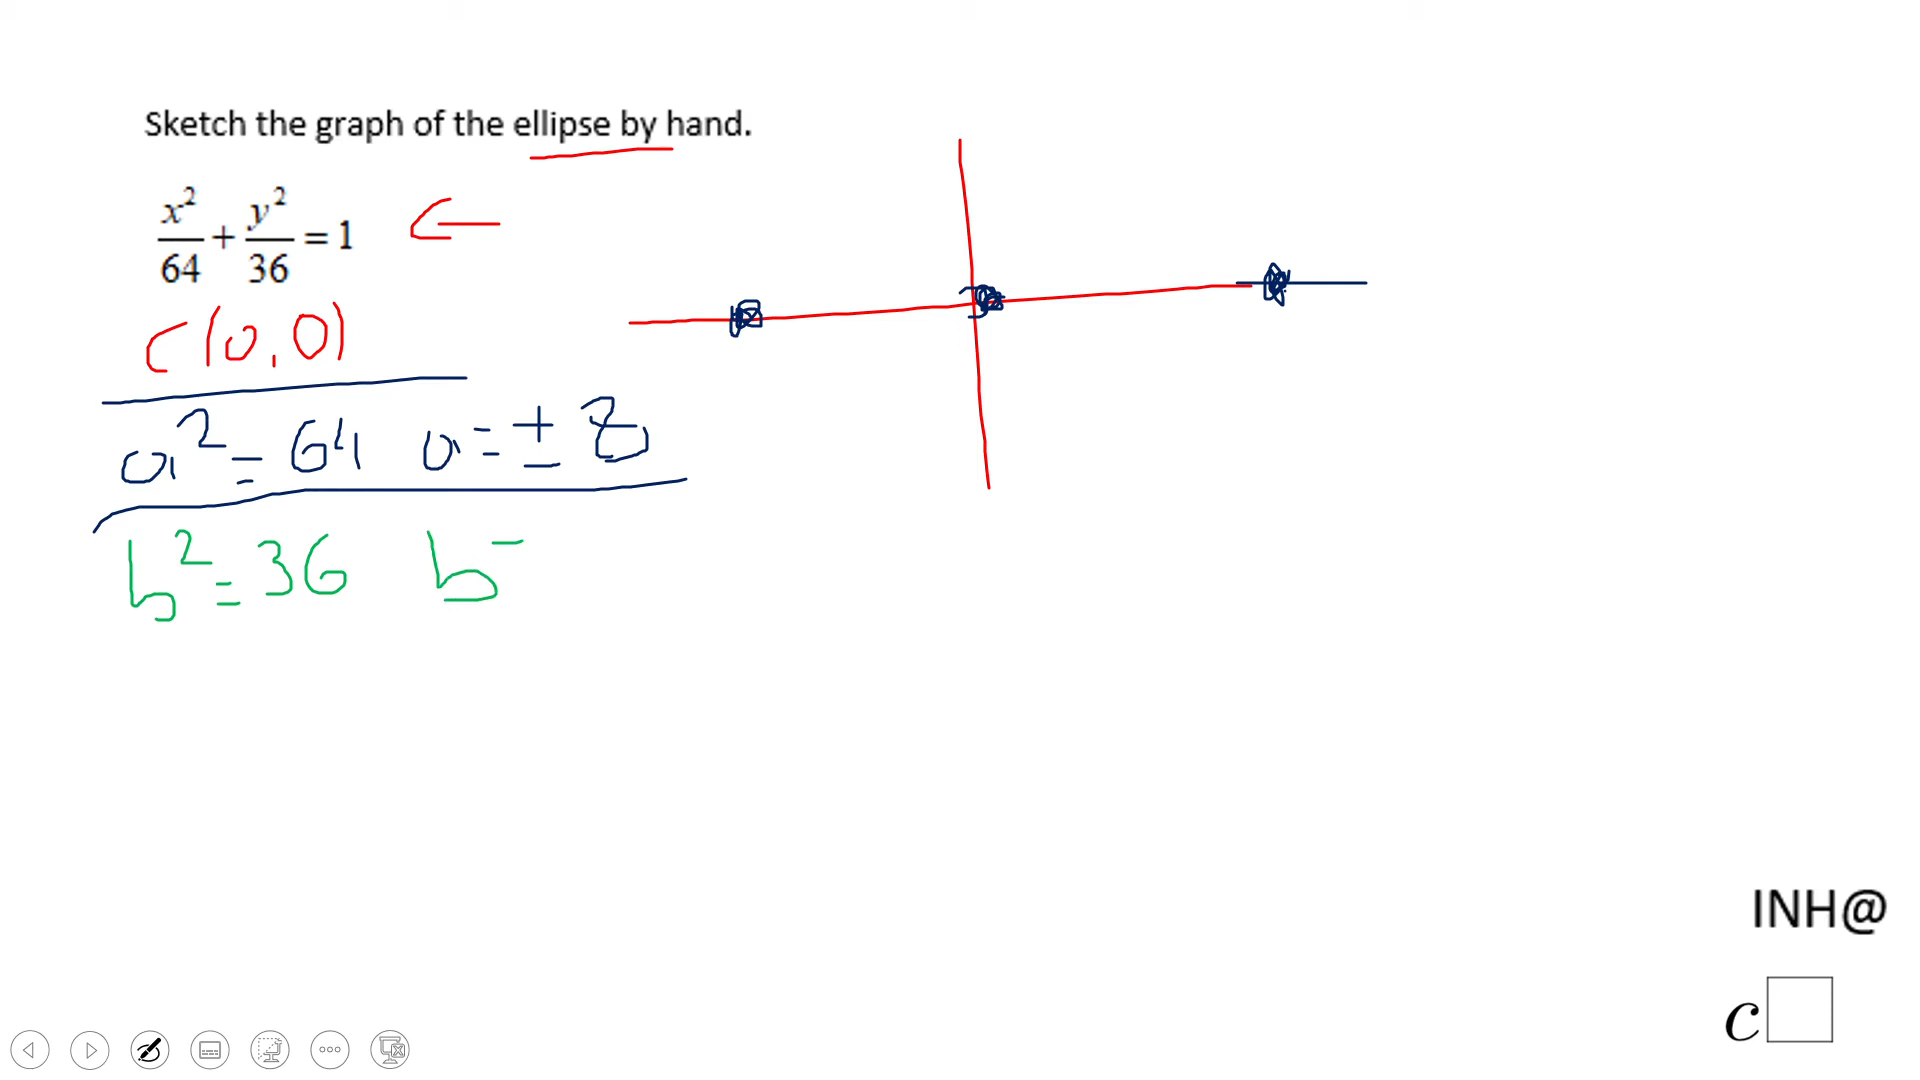 Sketch the graph of the ellipse by hand.
x²/64 + y²/36 = 1
C(0,0)
a² = 64 a = ± 8
b² = 36 b -
INH@
c